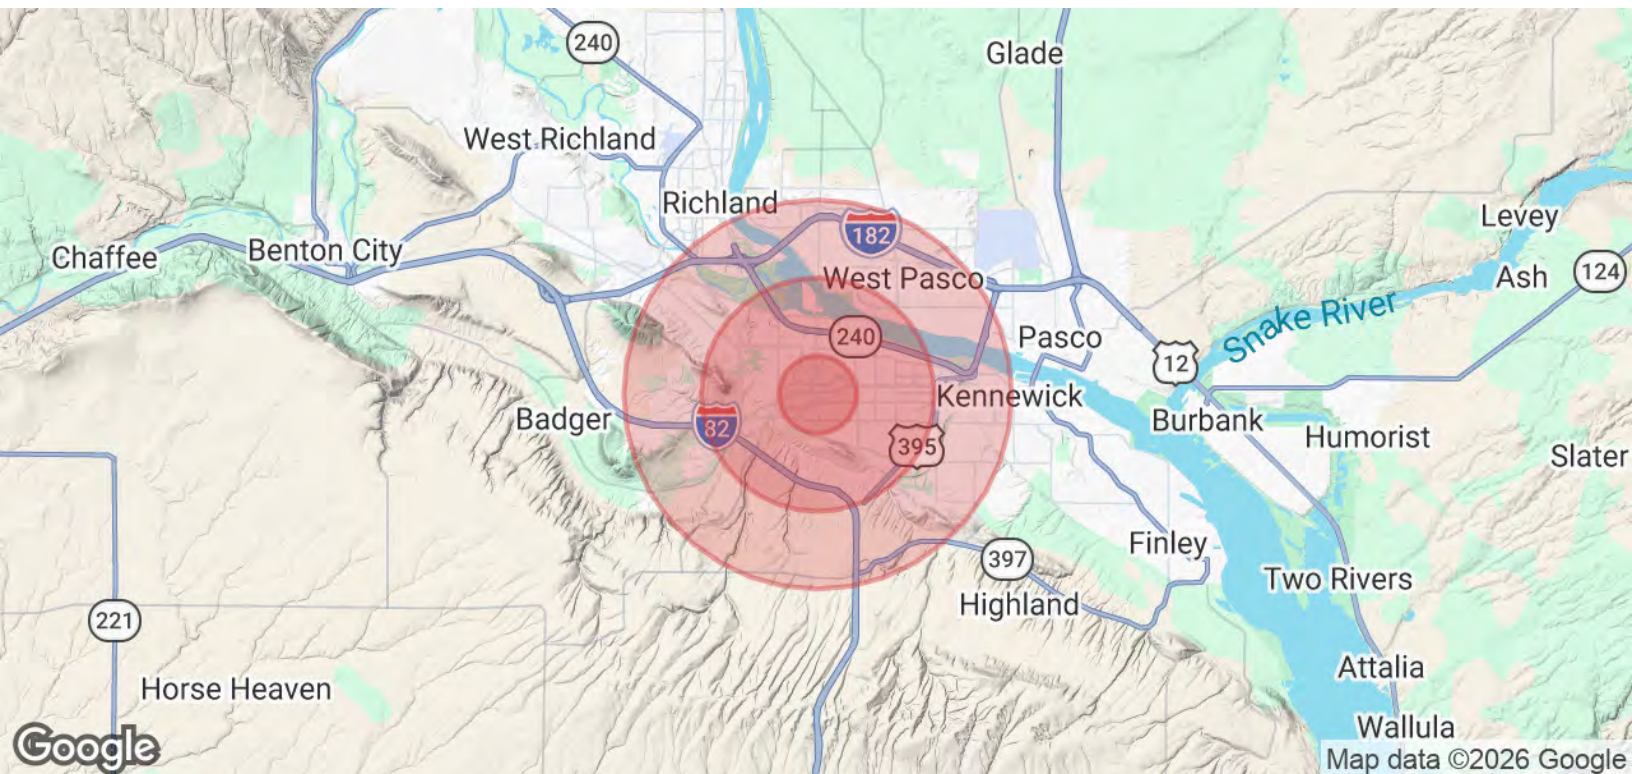 240
Glade
West Richland
Richland
Levey
182
Chaffee
Benton City
West Pasco
Ash
124
Snake River
240
Pasco
12
Kennewick
Badger
82
Burbank
395
Humorist
Slater
Finley
397
Two Rivers
Highland
221
Attalia
Horse Heaven
Wallula
Google
Map data ©2026 Google